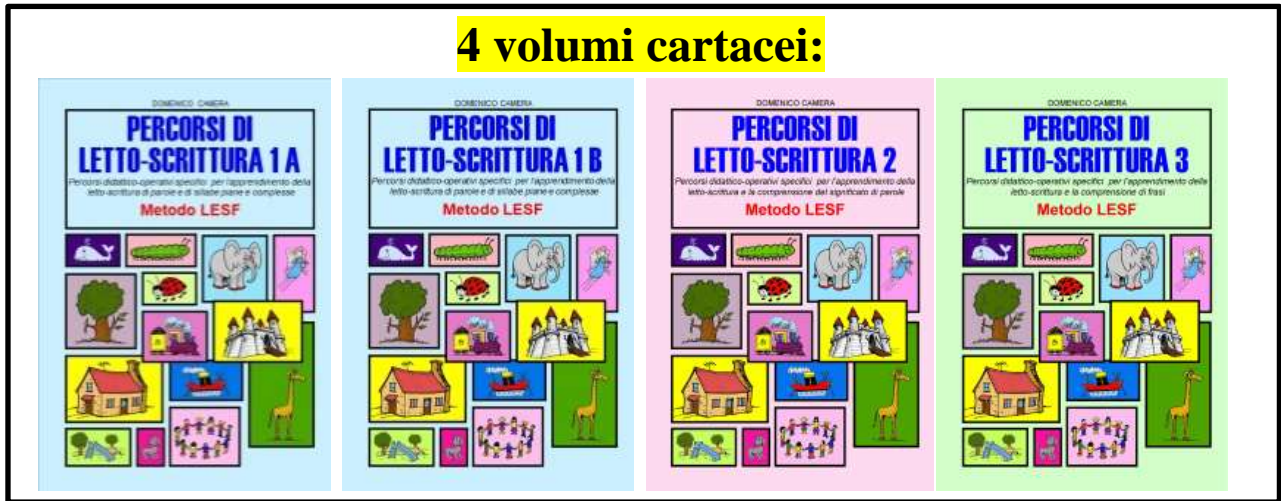 4 volumi cartacei:
DOMENICO CAMERA
PERCORSI DI
LETTO-SCRITTURA 1 A
Percorsi didattico-operativi specifici per l'apprendimento della
letto-scrittura di parole e di sillabe piane e complesse
Metodo LESF
DOMENICO CAMERA
PERCORSI DI
LETTO-SCRITTURA 1 B
Percorsi didattico-operativi specifici per l'apprendimento della
letto-scrittura di parole e di sillabe piane e complesse
Metodo LESF
DOMENICO CAMERA
PERCORSI DI
LETTO-SCRITTURA 2
Percorsi didattico-operativi specifici per l'apprendimento della
letto-scrittura e la comprensione del significato di parole
Metodo LESF
DOMENICO CAMERA
PERCORSI DI
LETTO-SCRITTURA 3
Percorsi didattico-operativi specifici per l'apprendimento della
letto-scrittura e la comprensione di frasi
Metodo LESF